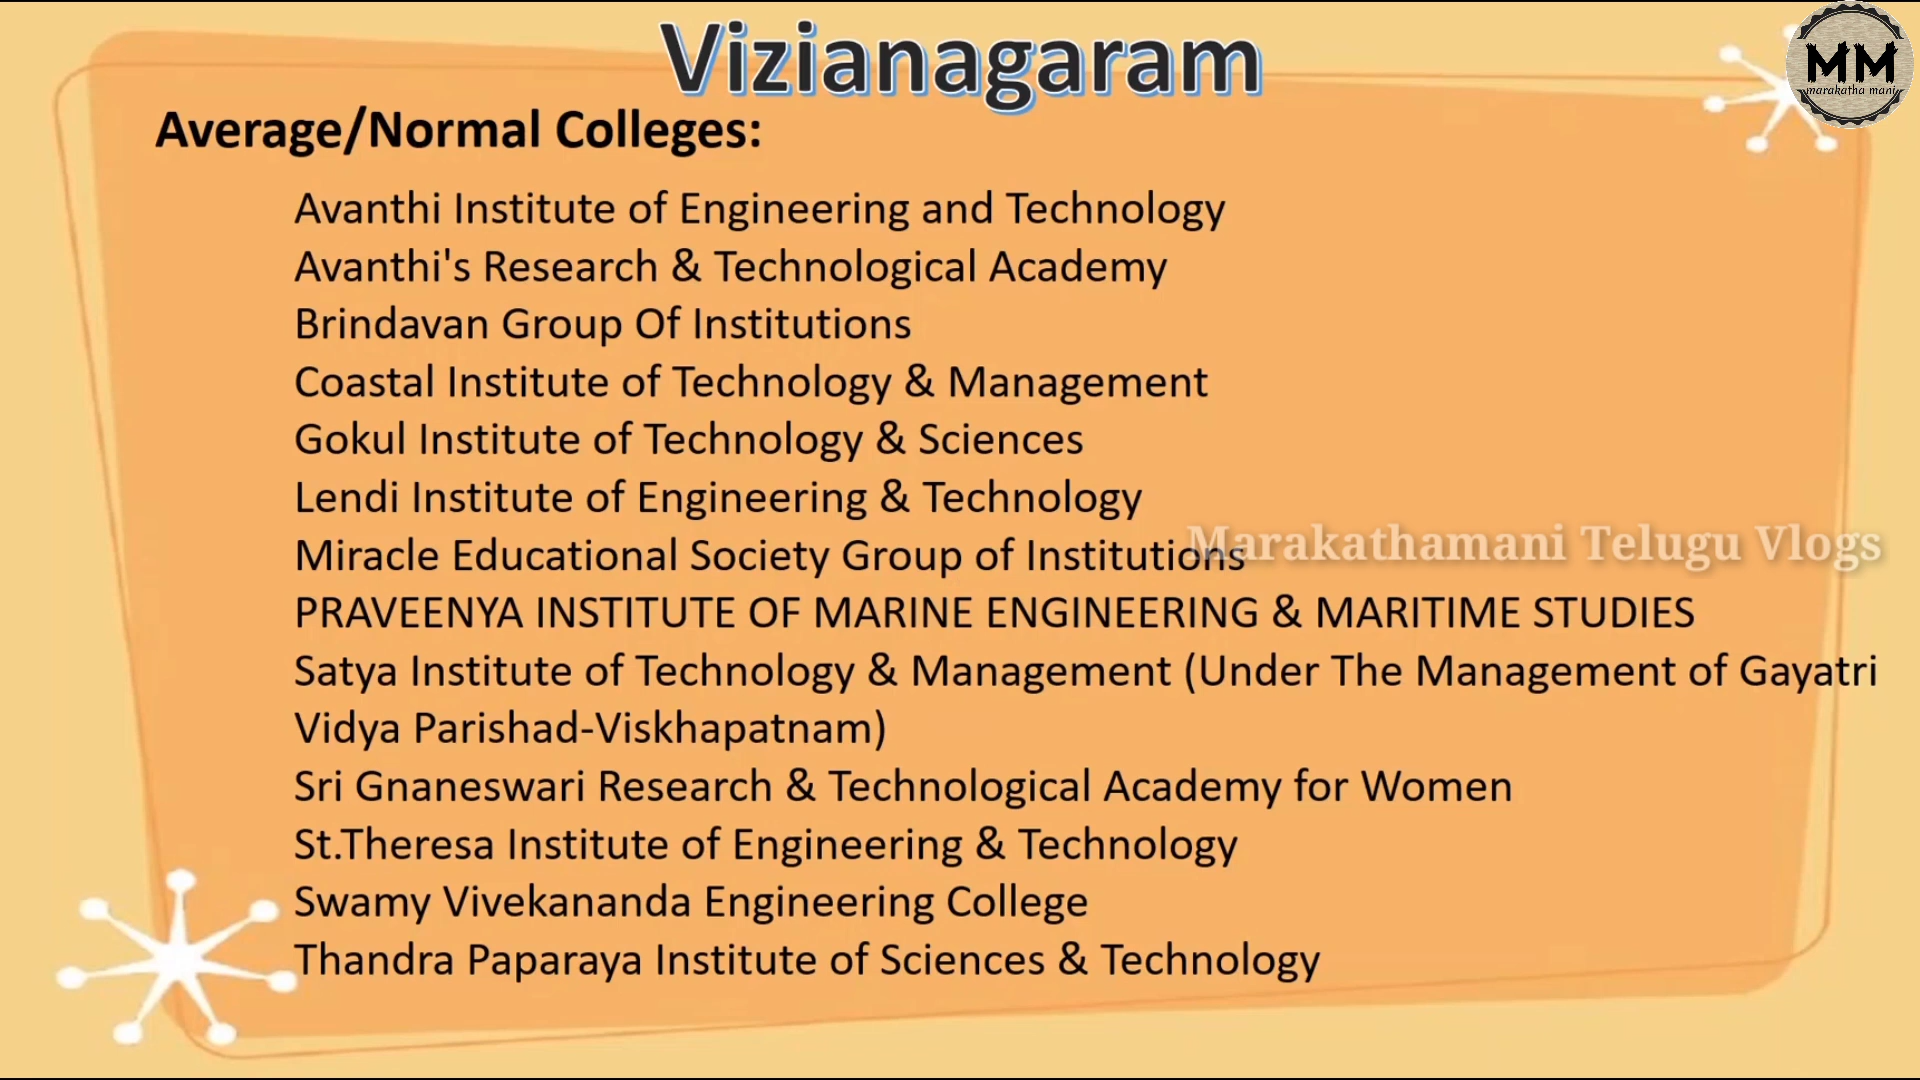 Vizianagaram
MM
marakatha mani
Average/Normal Colleges:
Avanthi Institute of Engineering and Technology
Avanthi's Research & Technological Academy
Brindavan Group Of Institutions
Coastal Institute of Technology & Management
Gokul Institute of Technology & Sciences
Lendi Institute of Engineering & Technology
Miracle Educational Society Group of Institutions
Marakathamani Telugu Vlogs
PRAVEENYA INSTITUTE OF MARINE ENGINEERING & MARITIME STUDIES
Satya Institute of Technology & Management (Under The Management of Gayatri
Vidya Parishad-Viskhapatnam)
Sri Gnaneswari Research & Technological Academy for Women
St.Theresa Institute of Engineering & Technology
Swamy Vivekananda Engineering College
Thandra Paparaya Institute of Sciences & Technology